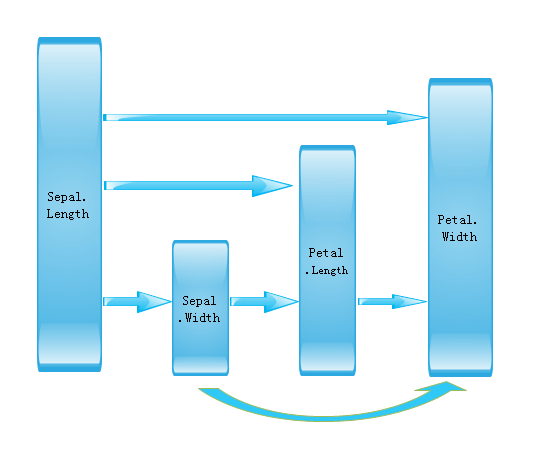 Sepal.
Length
Sepal
.Width
Petal
.Length
Petal.
Width